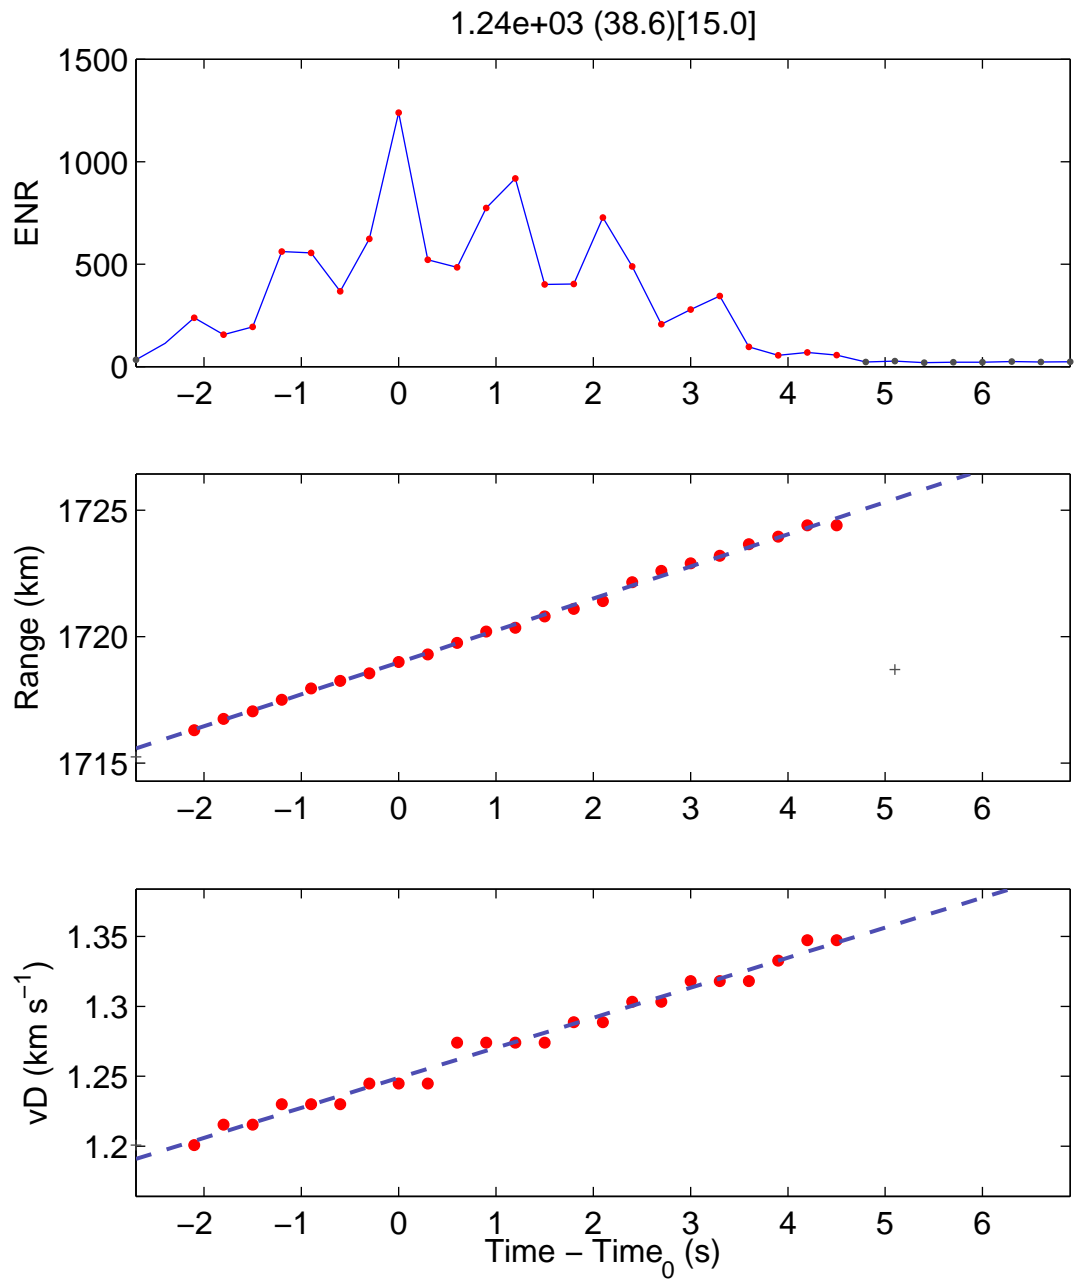 1.24e+03 (38.6)[15.0]
1500
1000
500
0
ENR
−2 −1 0 1 2 3 4 5 6
1725
1720
1715
Range (km)
−2 −1 0 1 2 3 4 5 6
1.35
1.3
1.25
1.2
vD (km s−1)
−2 −1 0 1 2 3 4 5 6
Time − Time0 (s)